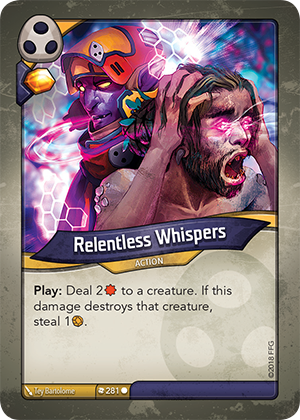 Relentless Whispers
ACTION
Play: Deal 2 to a creature. If this
damage destroys that creature,
steal 1.
Tey Bartolome
281
©2018 FFG